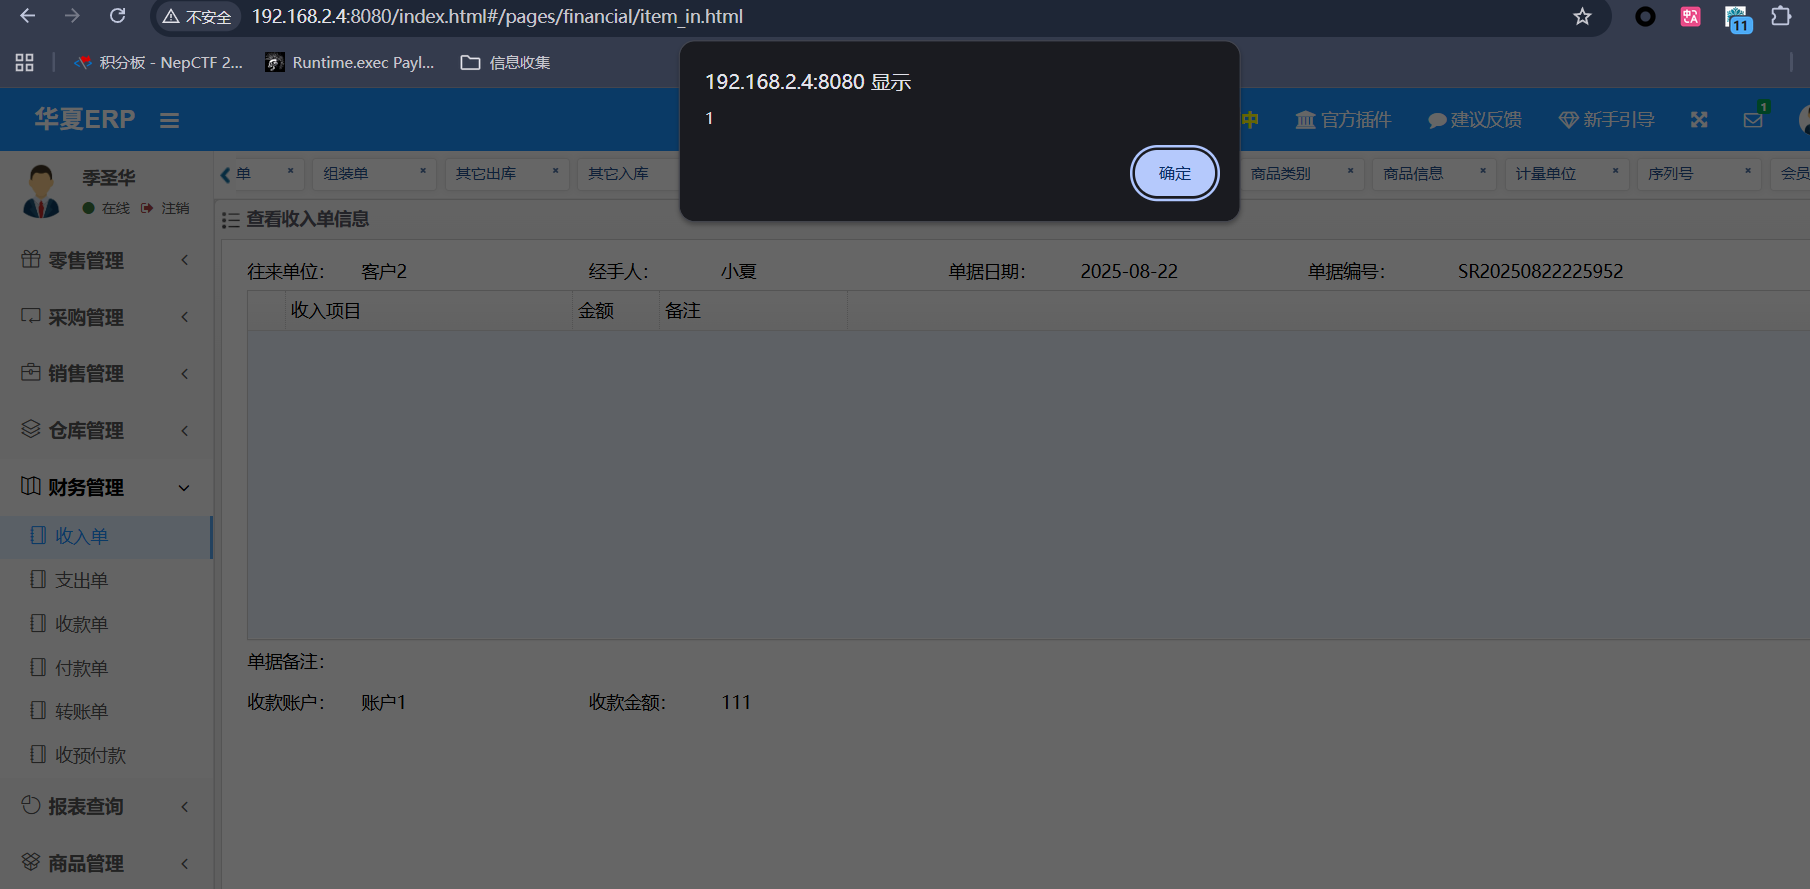 不安全 192.168.2.4:8080/index.html#/pages/financial/item_in.html
11
积分板 - NepCTF 2... Runtime.exec Payl... 信息收集
192.168.2.4:8080 显示
1
确定
华夏ERP 中 官方插件 建议反馈 新手引导 1
季圣华
在线 注销
单 × 组装单 × 其它出库 × 其它入库 商品类别 × 商品信息 × 计量单位 × 序列号 × 会员
查看收入单信息
往来单位: 客户2 经手人: 小夏 单据日期: 2025-08-22 单据编号: SR20250822225952
收入项目 金额 备注
零售管理
采购管理
销售管理
仓库管理
财务管理
收入单
支出单
收款单
付款单
转账单
收预付款
报表查询
商品管理
单据备注:
收款账户: 账户1 收款金额: 111